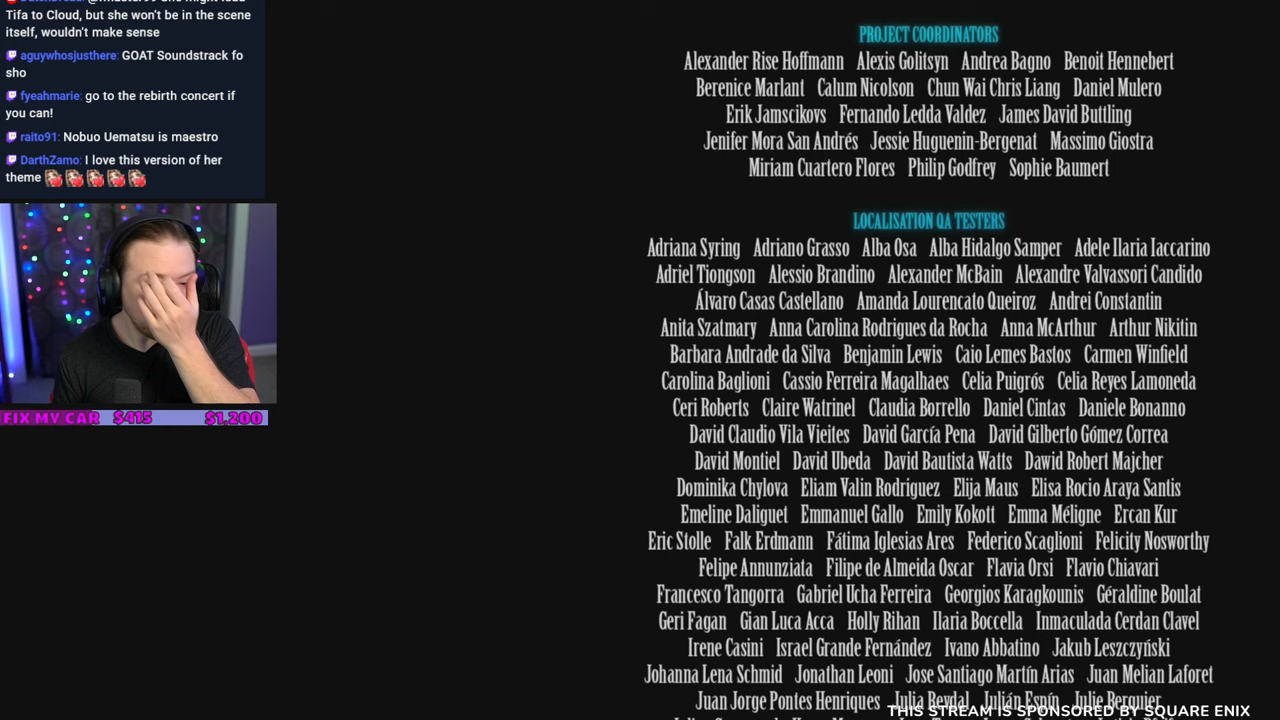 Tifa to Cloud, but she won't be in the scene
itself, wouldn't make sense
aguywhosjusthere: GOAT Soundstrack fo
sho
fyeahmarie: go to the rebirth concert if
you can!
raito91: Nobuo Uematsu is maestro
DarthZamo: I love this version of her
theme
FIX MY CAR $415 $1,200
PROJECT COORDINATORS
Alexander Rise Hoffmann Alexis Golitsyn Andrea Bagno Benoit Hennebert
Berenice Marlant Calum Nicolson Chun Wai Chris Liang Daniel Mulero
Erik Jamscikovs Fernando Ledda Valdez James David Buttling
Jenifer Mora San Andrés Jessie Huguenin-Bergenat Massimo Giostra
Miriam Cuartero Flores Philip Godfrey Sophie Baumert
LOCALISATION QA TESTERS
Adriana Syring Adriano Grasso Alba Osa Alba Hidalgo Samper Adele Ilaria Iaccarino
Adriel Tiongson Alessio Brandino Alexander McBain Alexandre Valvassori Candido
Álvaro Casas Castellano Amanda Lourencato Queiroz Andrei Constantin
Anita Szatmary Anna Carolina Rodrigues da Rocha Anna McArthur Arthur Nikitin
Barbara Andrade da Silva Benjamin Lewis Caio Lemes Bastos Carmen Winfield
Carolina Baglioni Cassio Ferreira Magalhaes Celia Puigrós Celia Reyes Lamoneda
Ceri Roberts Claire Watrinel Claudia Borrello Daniel Cintas Daniele Bonanno
David Claudio Vila Vieites David García Pena David Gilberto Gómez Correa
David Montiel David Ubeda David Bautista Watts Dawid Robert Majcher
Dominika Chylova Eliam Valin Rodriguez Elija Maus Elisa Rocio Araya Santis
Emeline Daliguet Emmanuel Gallo Emily Kokott Emma Méligne Ercan Kur
Eric Stolle Falk Erdmann Fátima Iglesias Ares Federico Scaglioni Felicity Nosworthy
Felipe Annunziata Filipe de Almeida Oscar Flavia Orsi Flavio Chiavari
Francesco Tangorra Gabriel Ucha Ferreira Georgios Karagkounis Géraldine Boulat
Geri Fagan Gian Luca Acca Holly Rihan Ilaria Boccella Inmaculada Cerdan Clavel
Irene Casini Israel Grande Fernández Ivano Abbatino Jakub Leszczyński
Johanna Lena Schmid Jonathan Leoni Jose Santiago Martín Arias Juan Melian Laforet
Juan Jorge Pontes Henriques Julia Reydal Julián Espín Julie Berquier
THIS STREAM IS SPONSORED BY SQUARE ENIX